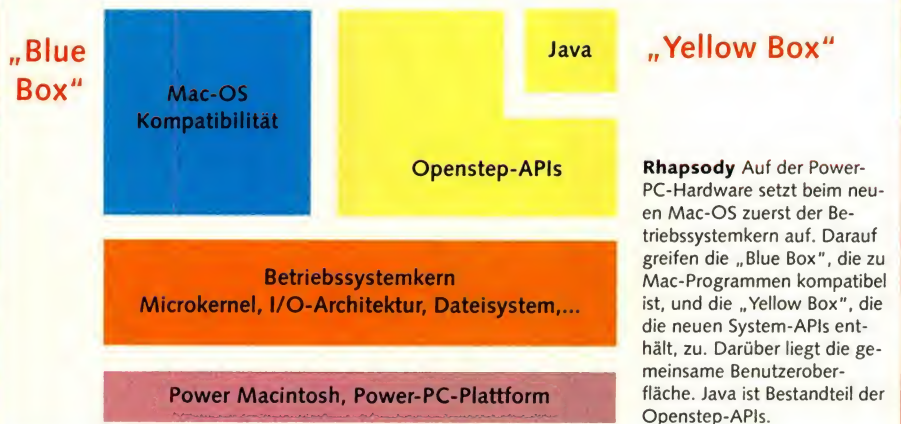 „Blue
Box“
Mac-OS
Kompatibilität
Java
Openstep-APIs
„Yellow Box“
Betriebssystemkern
Microkernel, I/O-Architektur, Dateisystem,...
Power Macintosh, Power-PC-Plattform
Rhapsody Auf der Power-
PC-Hardware setzt beim neu-
en Mac-OS zuerst der Be-
triebssystemkern auf. Darauf
greifen die „Blue Box“, die zu
Mac-Programmen kompatibel
ist, und die „Yellow Box“, die
die neuen System-APIs ent-
hält, zu. Darüber liegt die ge-
meinsame Benutzerober-
fläche. Java ist Bestandteil der
Openstep-APIs.